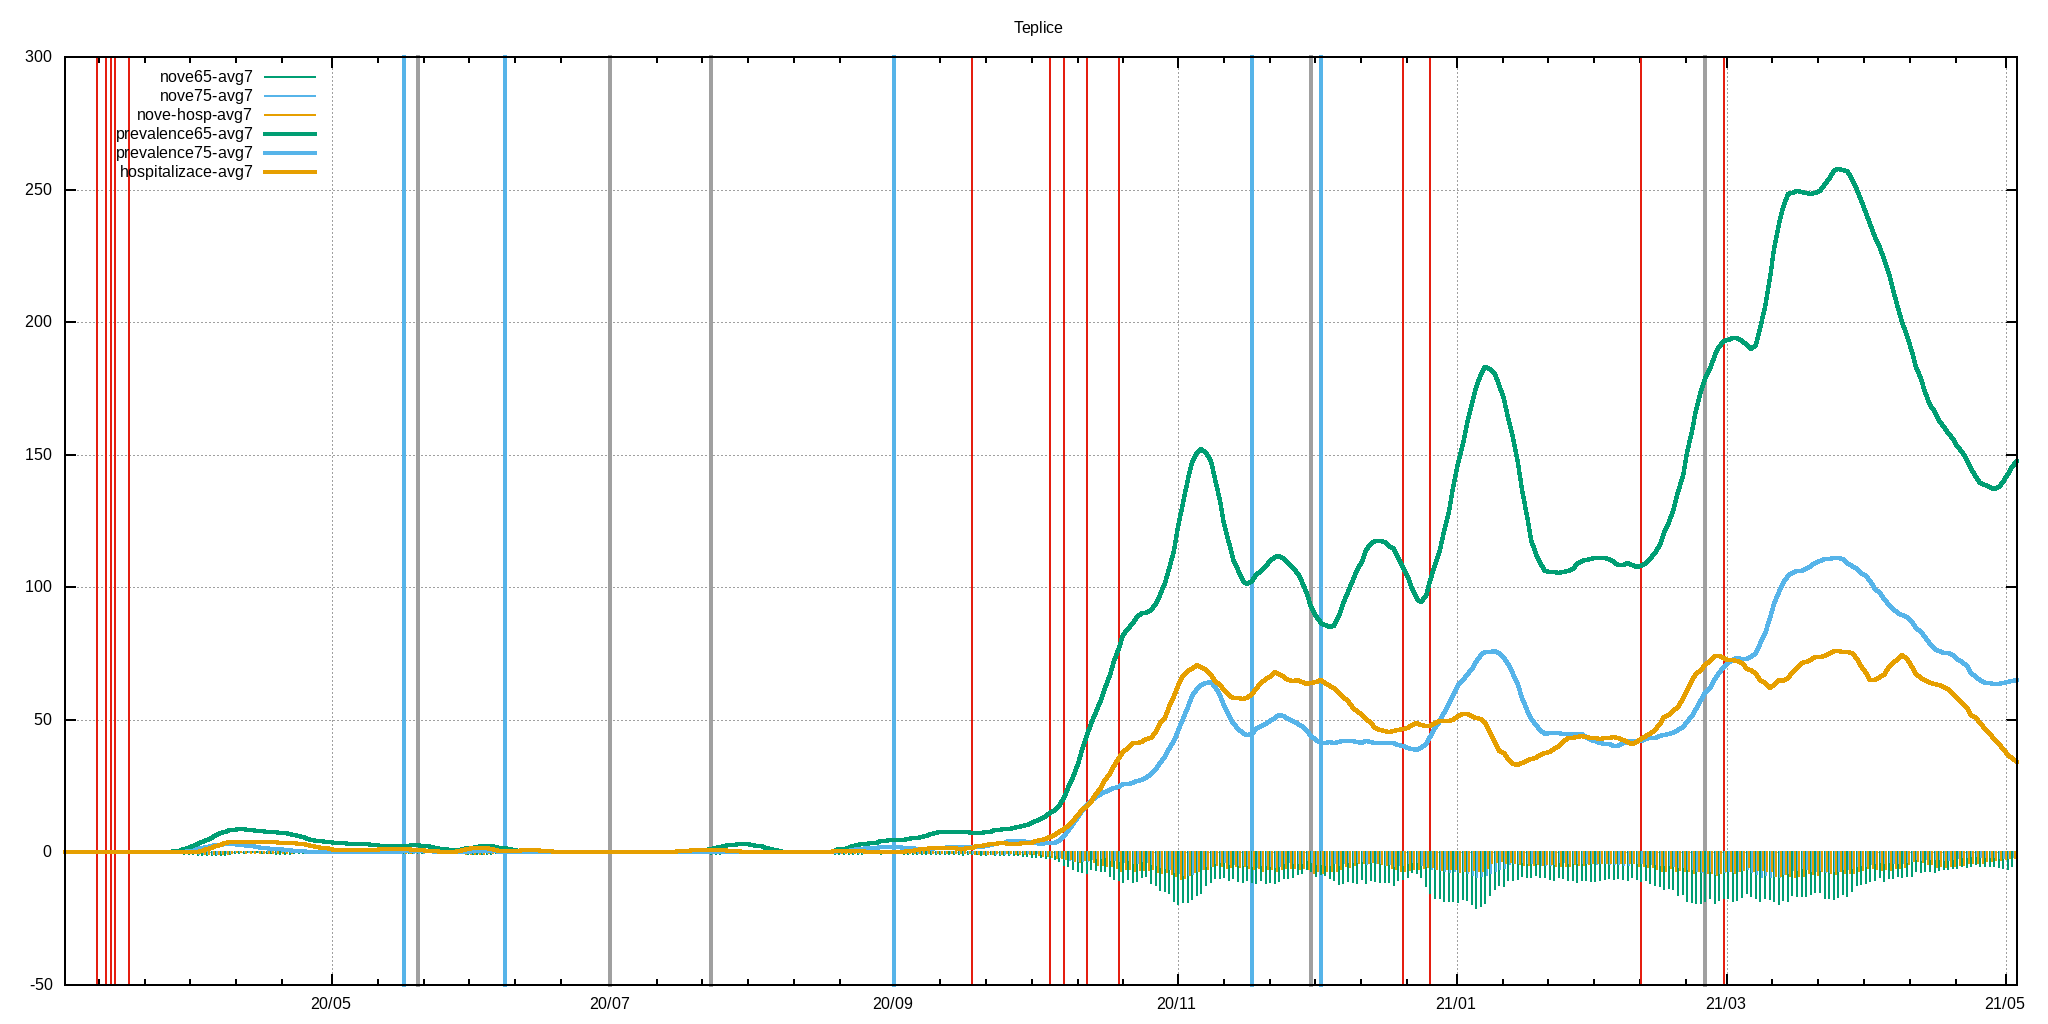 Teplice
300
250
200
150
100
50
0
-50
nove65-avg7
nove75-avg7
nove-hosp-avg7
prevalence65-avg7
prevalence75-avg7
hospitalizace-avg7
20/05 20/07 20/09 20/11 21/01 21/03 21/05